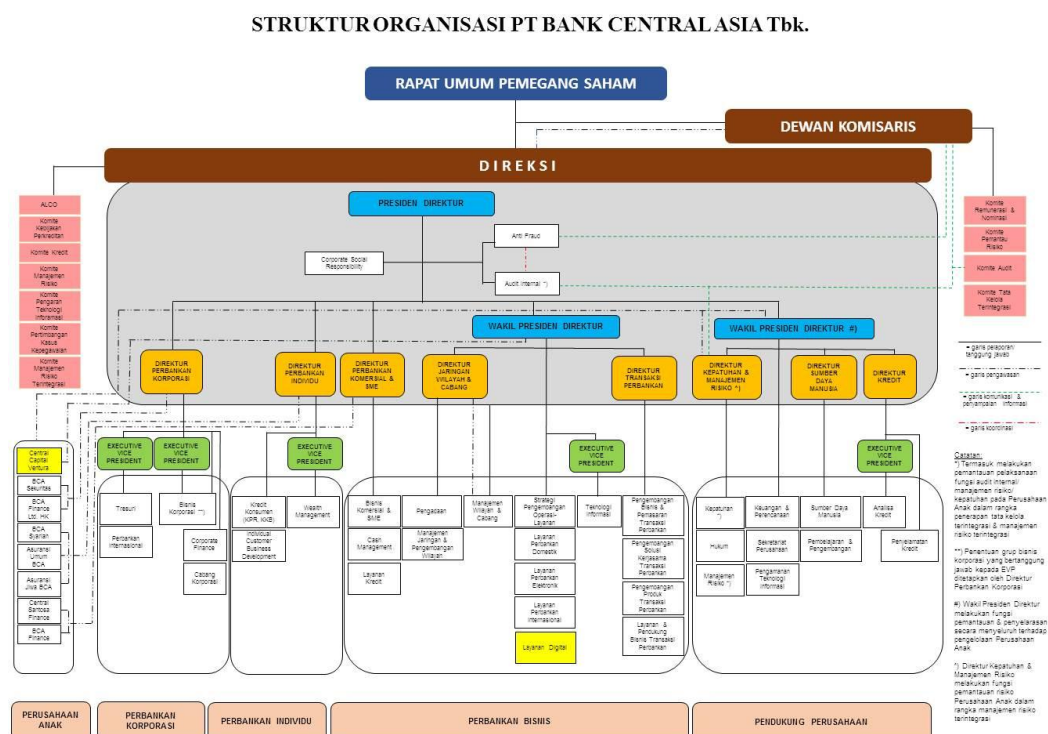 STRUKTUR ORGANISASI PT BANK CENTRAL ASIA Tbk.
RAPAT UMUM PEMEGANG SAHAM
DEWAN KOMISARIS
DIREKSI
ALCO
Komite
Kebijakan
Perkreditan
Komite Kredit
Komite
Manajemen
Risiko
Komite
Pengarah
Teknologi
Informasi
Komite
Pertimbangan
Kasus
Kepegawaian
Komite
Manajemen
Risiko
Terintegrasi
PRESIDEN DIREKTUR
Corporate Social
Responsibility
Anti Fraud
Audit Internal *)
Komite
Remunerasi &
Nominasi
Komite
Pemantau
Risiko
Komite Audit
Komite Tata
Kelola
Terintegrasi
WAKIL PRESIDEN DIREKTUR
WAKIL PRESIDEN DIREKTUR #)
DIREKTUR
PERBANKAN
KORPORASI
DIREKTUR
PERBANKAN
INDIVIDU
DIREKTUR
PERBANKAN
KOMERSIAL &
SME
DIREKTUR
JARINGAN
WILAYAH &
CABANG
DIREKTUR
TRANSAKSI
PERBANKAN
DIREKTUR
KEPATUHAN &
MANAJEMEN
RISIKO ^)
DIREKTUR
SUMBER
DAYA
MANUSIA
DIREKTUR
KREDIT
= garis pelaporan/
tanggung jawab
= garis pengawasan
= garis komunikasi &
penyampaian informasi
= garis koordinasi
EXECUTIVE
VICE
PRESIDENT
EXECUTIVE
VICE
PRESIDENT
EXECUTIVE
VICE
PRESIDENT
EXECUTIVE
VICE
PRESIDENT
EXECUTIVE
VICE
PRESIDENT
Central
Capital
Ventura
BCA
Sekuritas
BCA
Finance
Ltd. HK
BCA
Syariah
Asuransi
Umum
BCA
Asuransi
Jiwa BCA
Central
Santosa
Finance
BCA
Finance
Tresuri
Perbankan
Internasional
Bisnis
Korporasi **)
Corporate
Finance
Cabang
Korporasi
Kredit
Konsumen
(KPR, KKB)
Individual
Customer
Business
Development
Wealth
Management
Bisnis
Komersial &
SME
Cash
Management
Layanan
Kredit
Pengadaan
Manajemen
Jaringan &
Pengembangan
Wilayah
Manajemen
Wilayah &
Cabang
Strategi
Pengembangan
Operasi-
Layanan
Layanan
Perbankan
Domestik
Layanan
Perbankan
Elektronik
Layanan
Perbankan
Internasional
Layanan Digital
Teknologi
Informasi
Pengembangan
Bisnis &
Pemasaran
Transaksi
Perbankan
Pengembangan
Solusi
Kerjasama
Transaksi
Perbankan
Pengembangan
Produk
Transaksi
Perbankan
Layanan &
Pendukung
Bisnis Transaksi
Perbankan
Kepatuhan
*)
Hukum
Manajemen
Risiko *)
Keuangan &
Perencanaan
Sekretariat
Perusahaan
Pengamanan
Teknologi
Informasi
Sumber Daya
Manusia
Pembelajaran &
Pengembangan
Analisa
Kredit
Penyelamatan
Kredit
Catatan:
*) Termasuk melakukan
pemantauan pelaksanaan
fungsi audit internal/
manajemen risiko/
kepatuhan pada Perusahaan
Anak dalam rangka
penerapan tata kelola
terintegrasi & manajemen
risiko terintegrasi
**) Penentuan grup bisnis
korporasi yang bertanggung
jawab kepada EVP
ditetapkan oleh Direktur
Perbankan Korporasi
#) Wakil Presiden Direktur
melakukan fungsi
pemantauan & penyelarasan
secara menyeluruh terhadap
pengelolaan Perusahaan
Anak
^) Direktur Kepatuhan &
Manajemen Risiko
melakukan fungsi
pemantauan risiko
Perusahaan Anak dalam
rangka manajemen risiko
terintegrasi
PERUSAHAAN
ANAK
PERBANKAN
KORPORASI
PERBANKAN INDIVIDU
PERBANKAN BISNIS
PENDUKUNG PERUSAHAAN